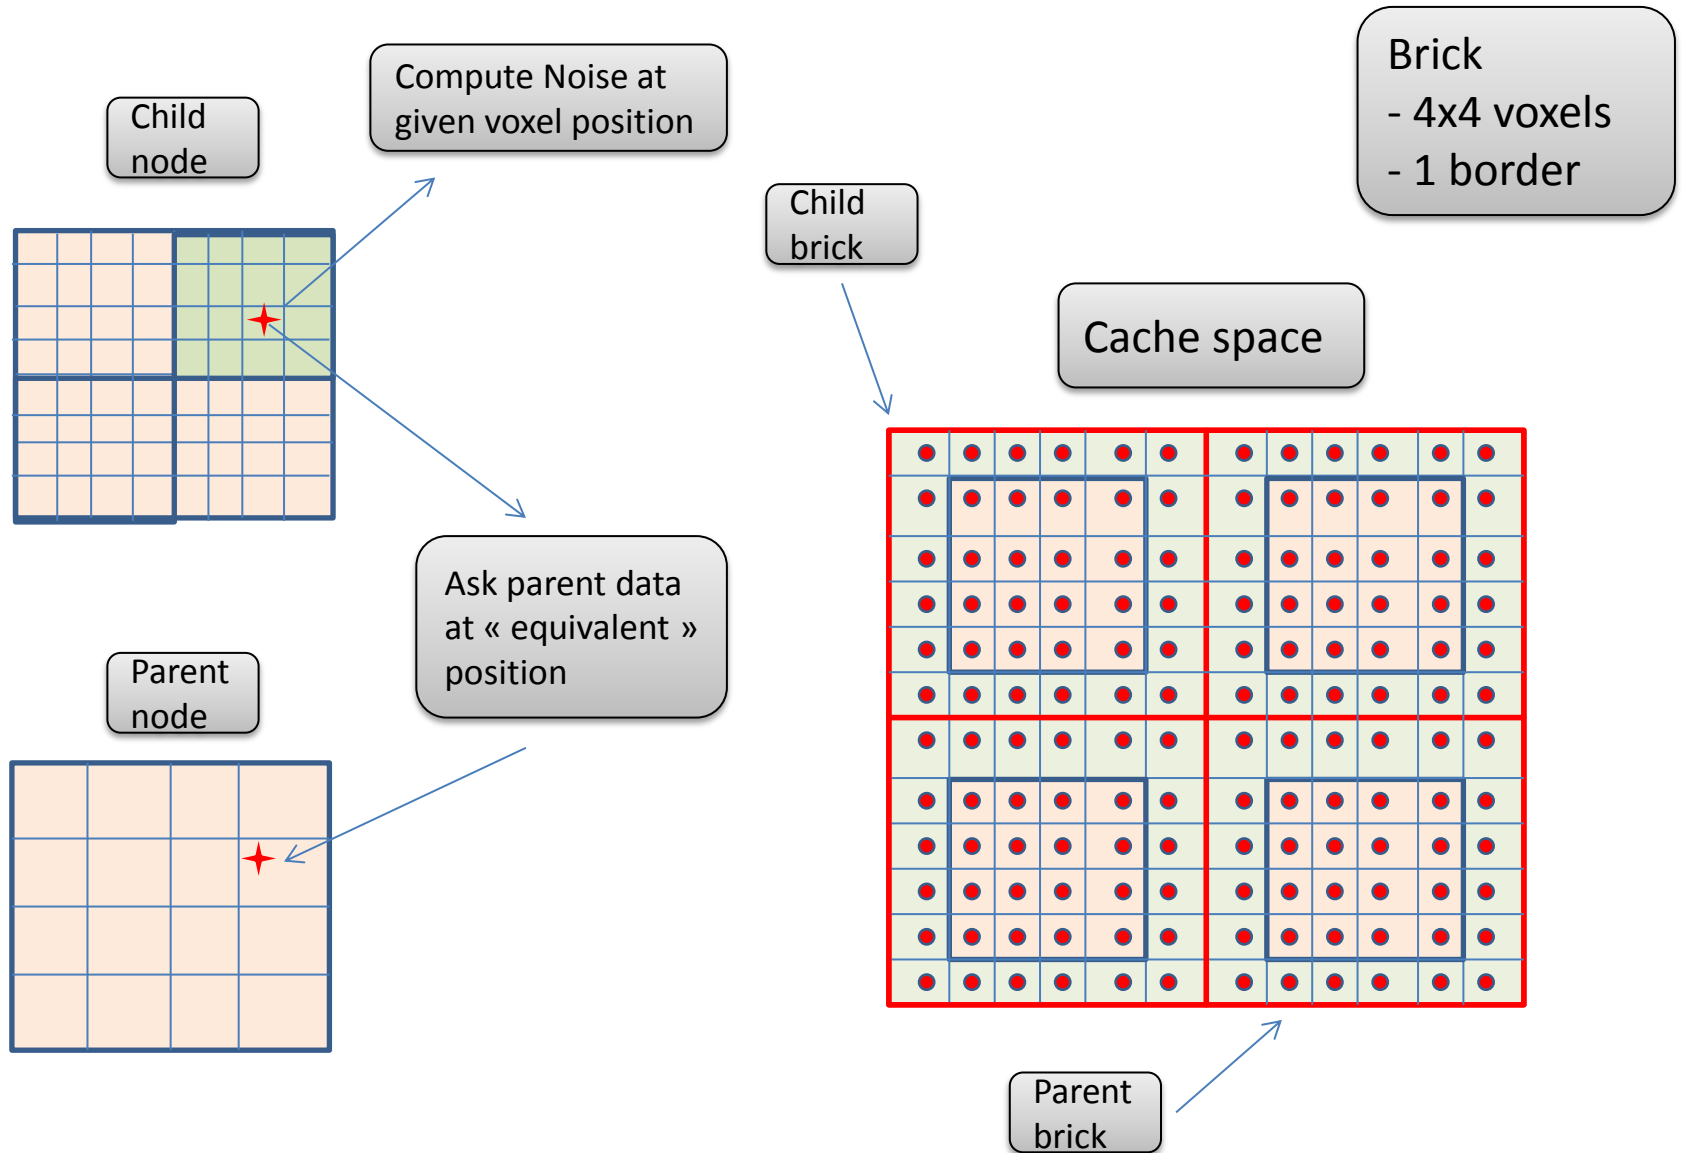 Brick
- 4x4 voxels
- 1 border
Compute Noise at
given voxel position
Child
node
Child
brick
Cache space
Ask parent data
at « equivalent »
position
Parent
node
Parent
brick